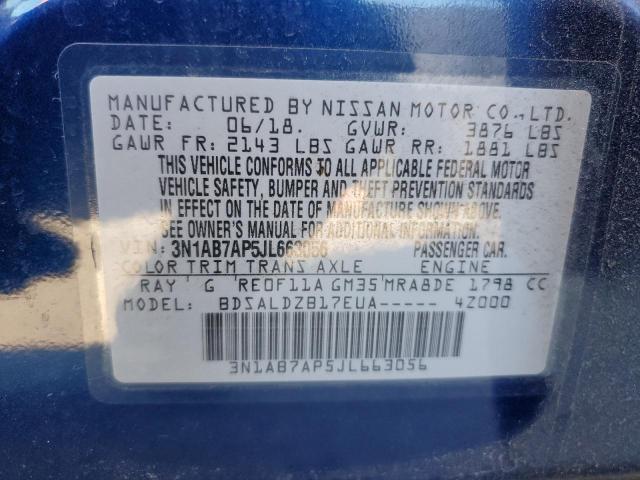 MANUFACTURED BY NISSAN MOTOR CO., LTD.
DATE: 06/18. GVWR: 3876 LBS
GAWR FR: 2143 LBS GAWR RR: 1881 LBS
THIS VEHICLE CONFORMS TO ALL APPLICABLE FEDERAL MOTOR
VEHICLE SAFETY, BUMPER AND THEFT PREVENTION STANDARDS
IN EFFECT ON THE DATE OF MANUFACTURE SHOWN ABOVE.
SEE OWNER'S MANUAL FOR ADDITIONAL INFORMATION.
VIN: 3N1AB7AP5JL663056 PASSENGER CAR.
COLOR TRIM TRANS AXLE ENGINE
RAY G RE0F11A GM35 MRA8DE 1798 CC
MODEL: BDSALDZB17EUA----- 42000
3N1AB7AP5JL663056